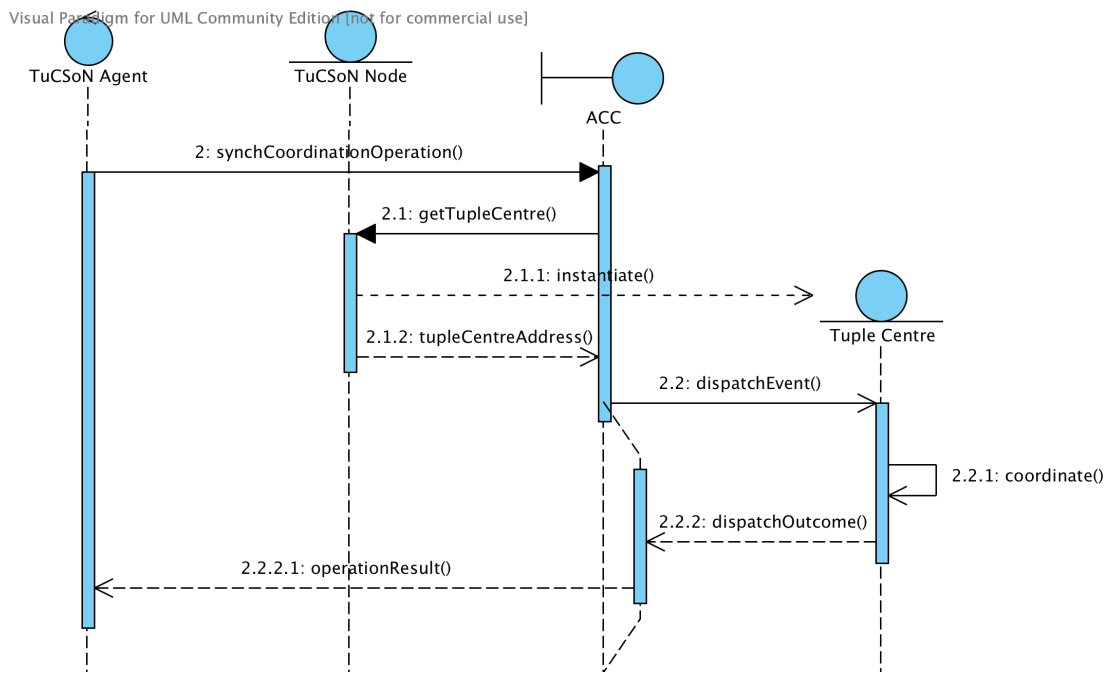 Visual Paradigm for UML Community Edition [not for commercial use]
TuCSoN Agent
TuCSoN Node
ACC
2: synchCoordinationOperation()
2.1: getTupleCentre()
2.1.1: instantiate()
2.1.2: tupleCentreAddress()
Tuple Centre
2.2: dispatchEvent()
2.2.1: coordinate()
2.2.2: dispatchOutcome()
2.2.2.1: operationResult()